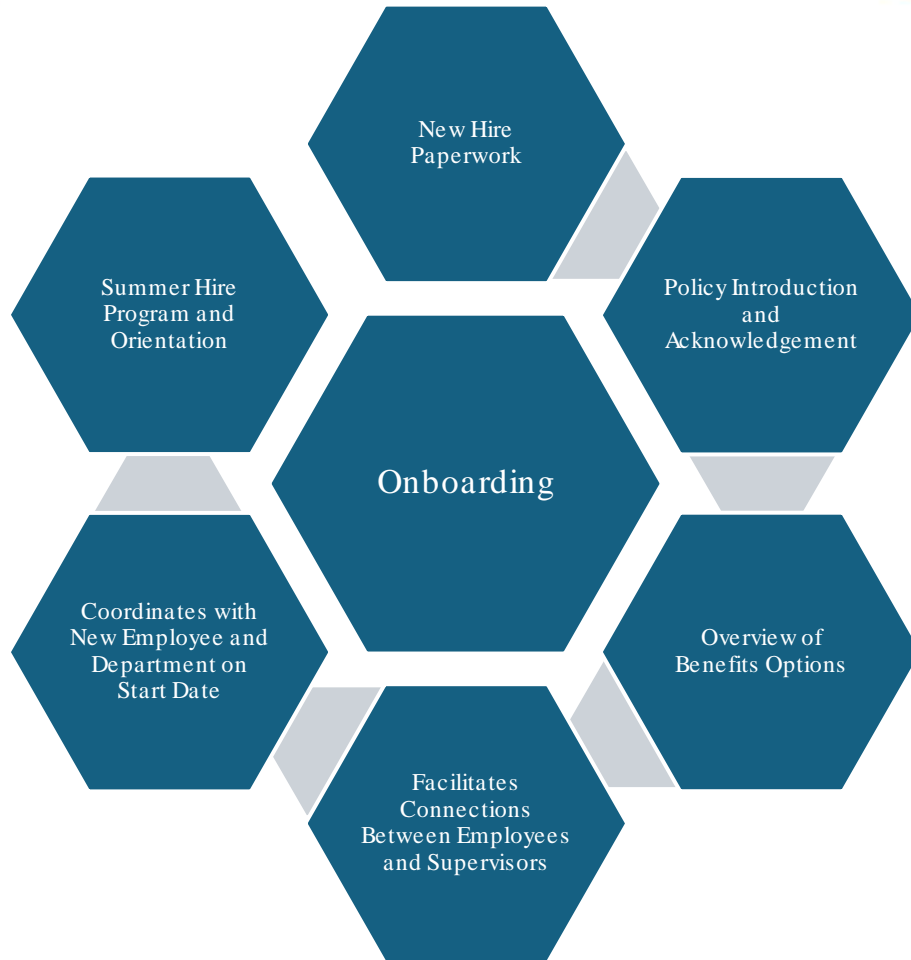 New Hire
Paperwork
Policy Introduction
and
Acknowledgement
Overview of
Benefits Options
Facilitates
Connections
Between Employees
and Supervisors
Coordinates with
New Employee and
Department on
Start Date
Summer Hire
Program and
Orientation
Onboarding